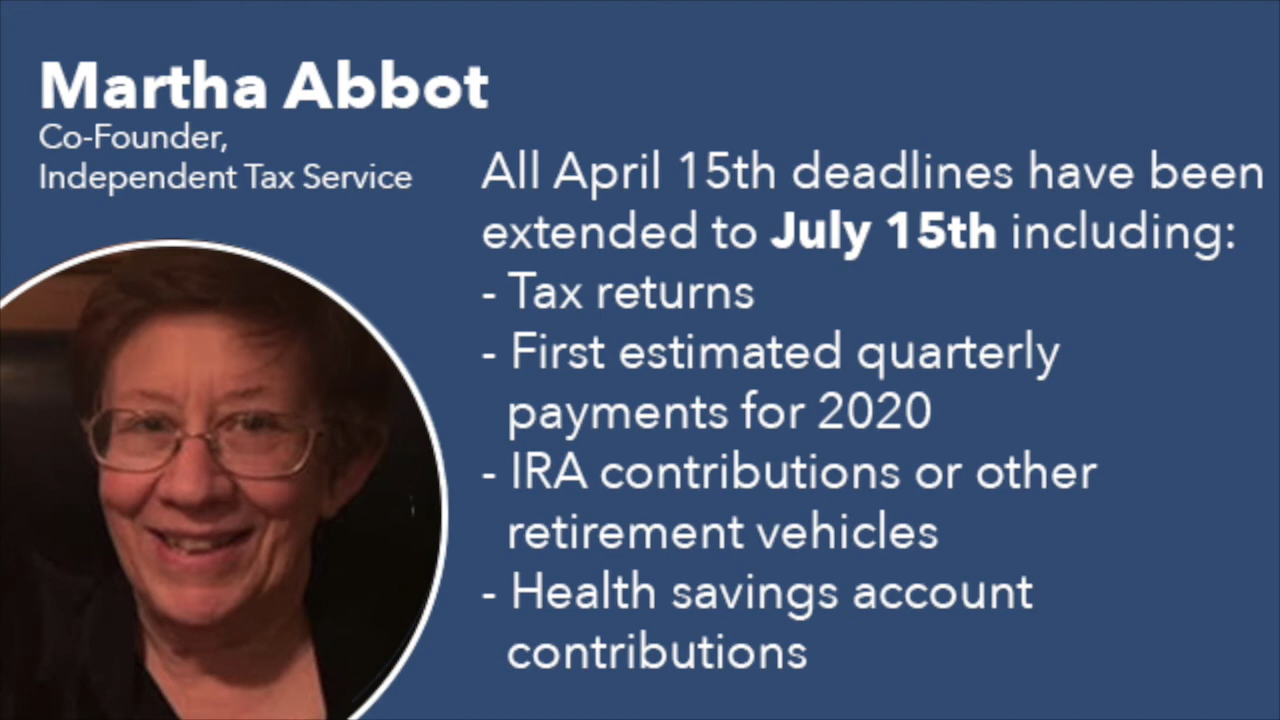 Martha Abbot
Co-Founder,
Independent Tax Service
All April 15th deadlines have been
extended to July 15th including:
- Tax returns
- First estimated quarterly
payments for 2020
- IRA contributions or other
retirement vehicles
- Health savings account
contributions